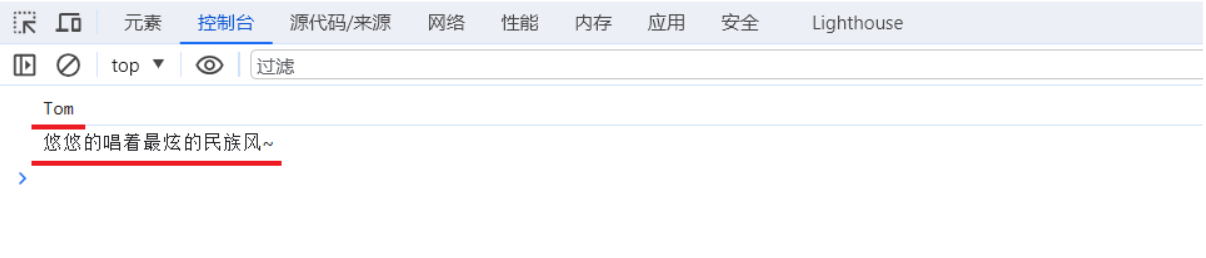 元素 控制台 源代码/来源 网络 性能 内存 应用 安全 Lighthouse
top 过滤
Tom
悠悠的唱着最炫的民族风~